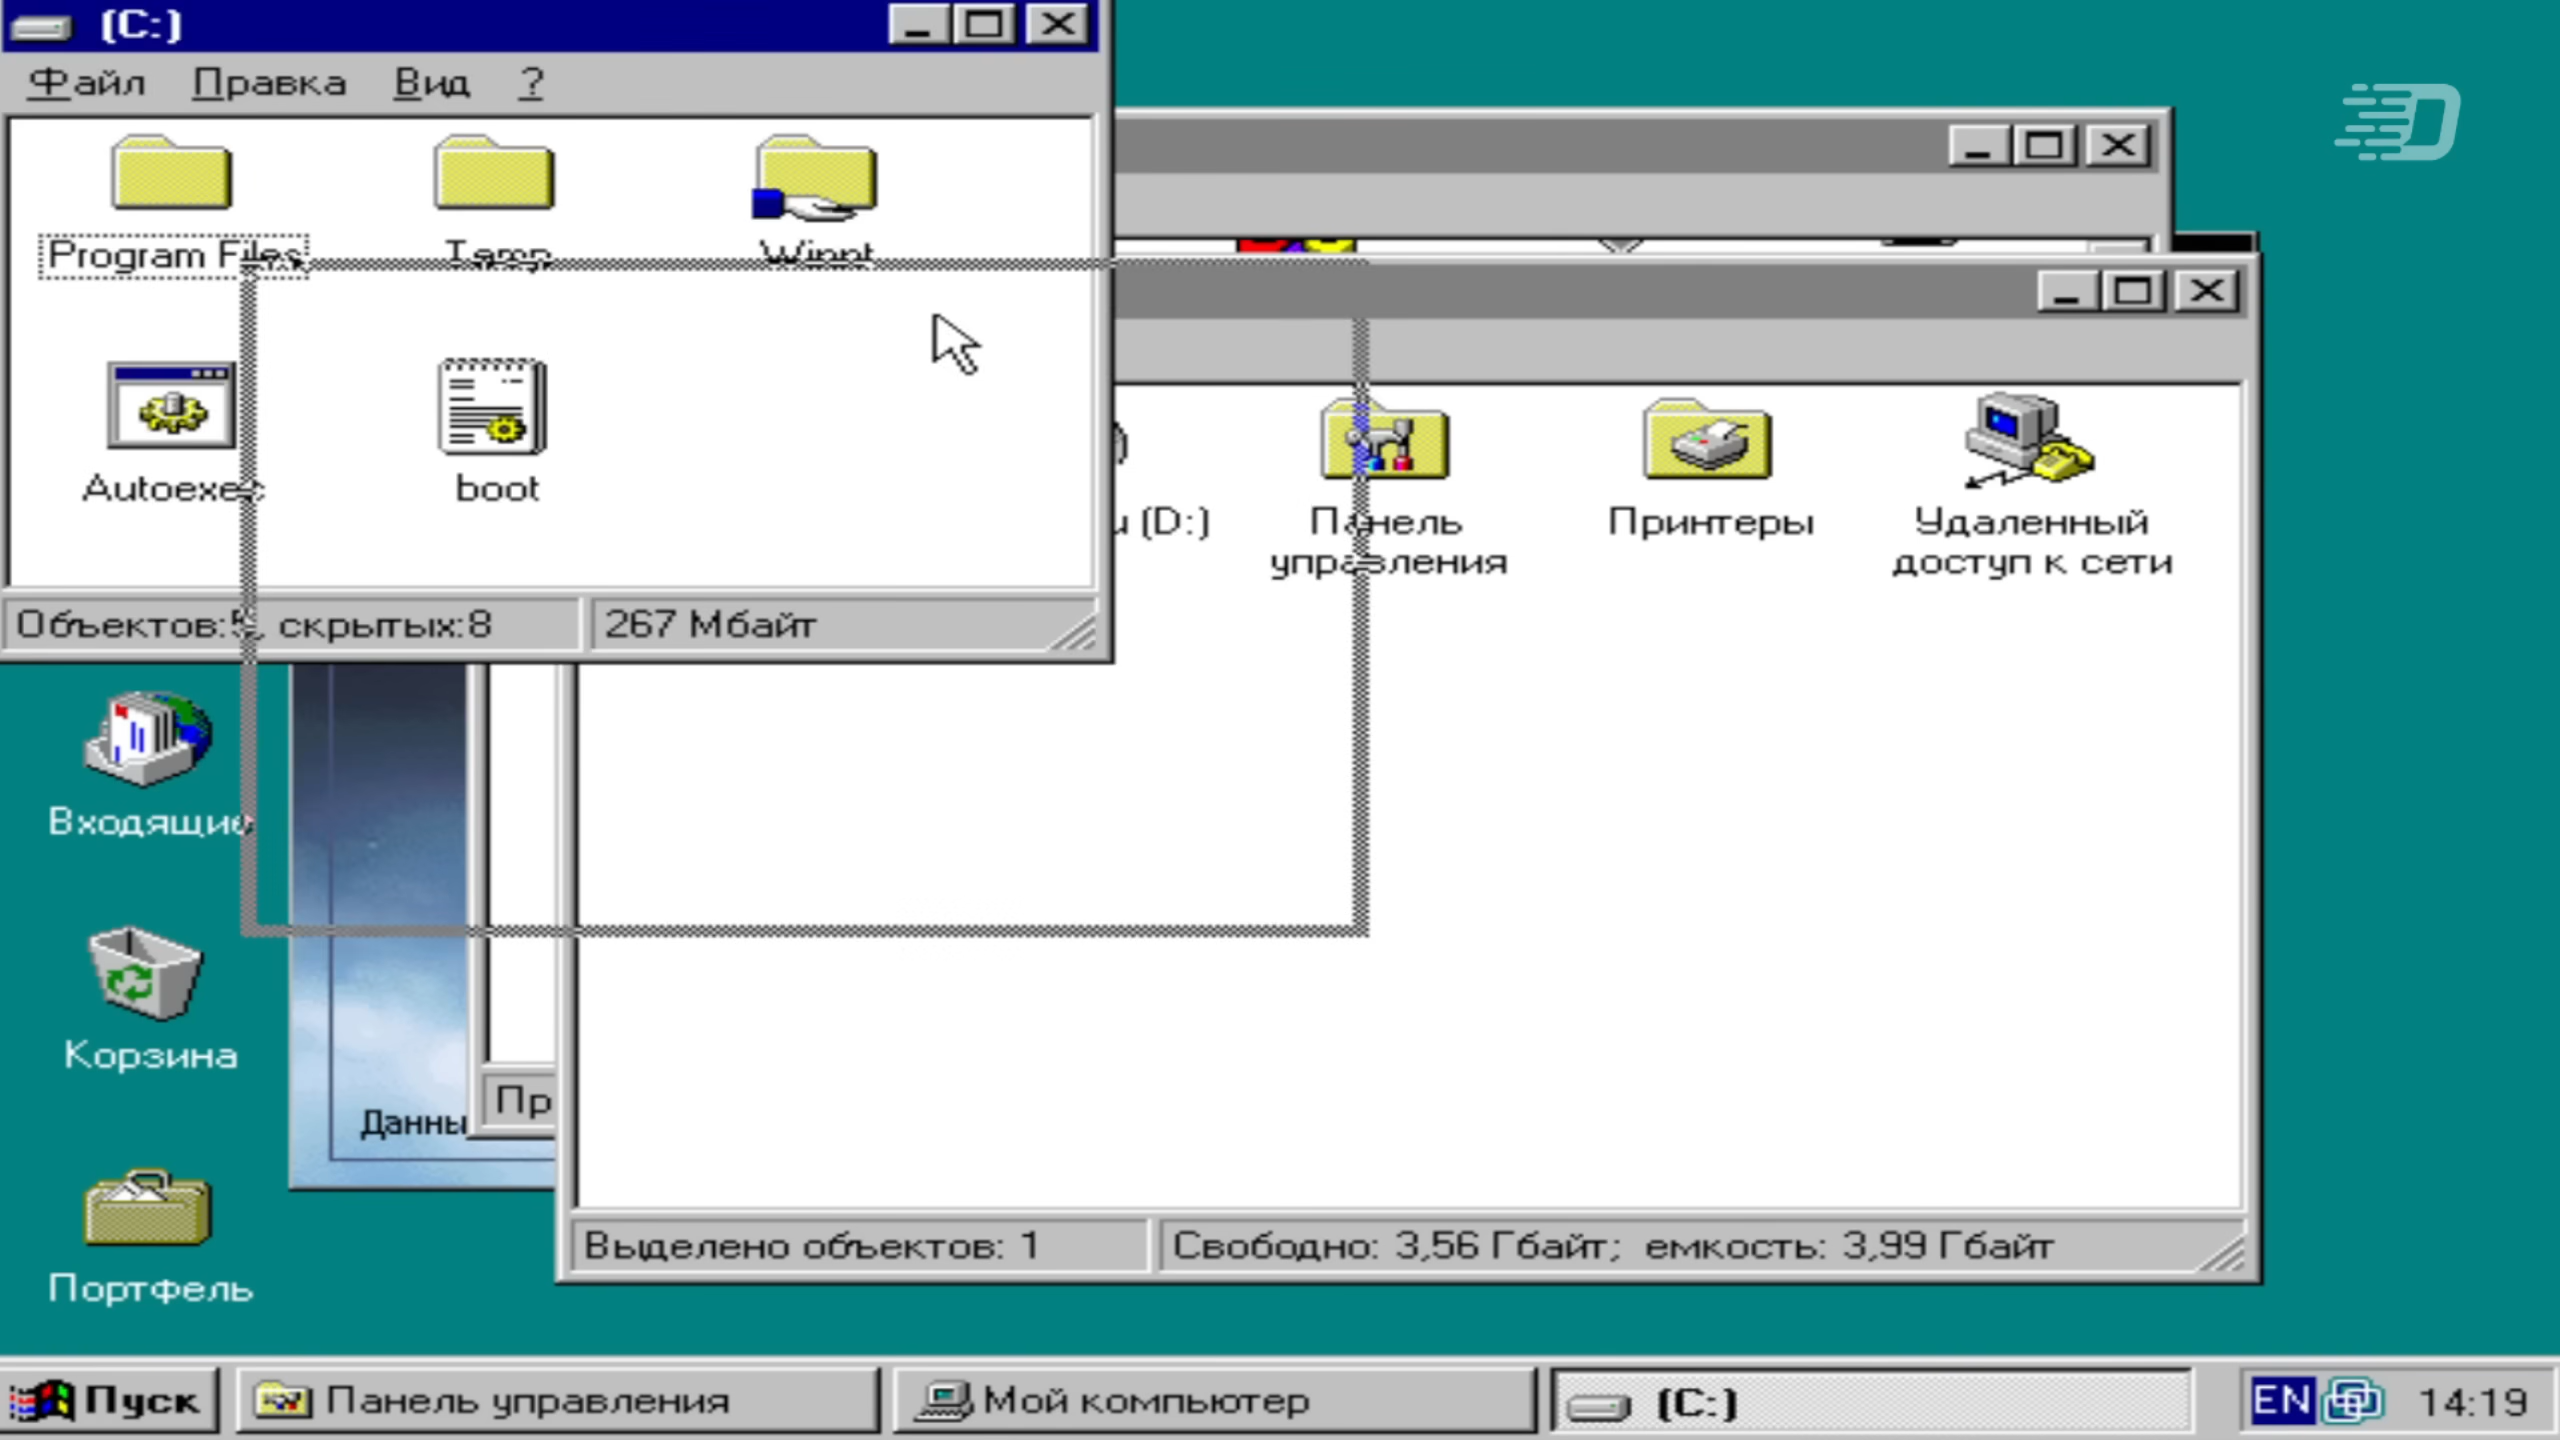 (C:)
Файл Правка Вид ?
Program Files Temp Winnt
Autoexec boot
Объектов:5, скрытых:8 267 Мбайт
(D:)
Панель
управления
Принтеры
Удаленный
доступ к сети
Входящие
Корзина
Портфель
Выделено объектов: 1 Свободно: 3,56 Гбайт; емкость: 3,99 Гбайт
Пуск Панель управления Мой компьютер (C:) EN 14:19